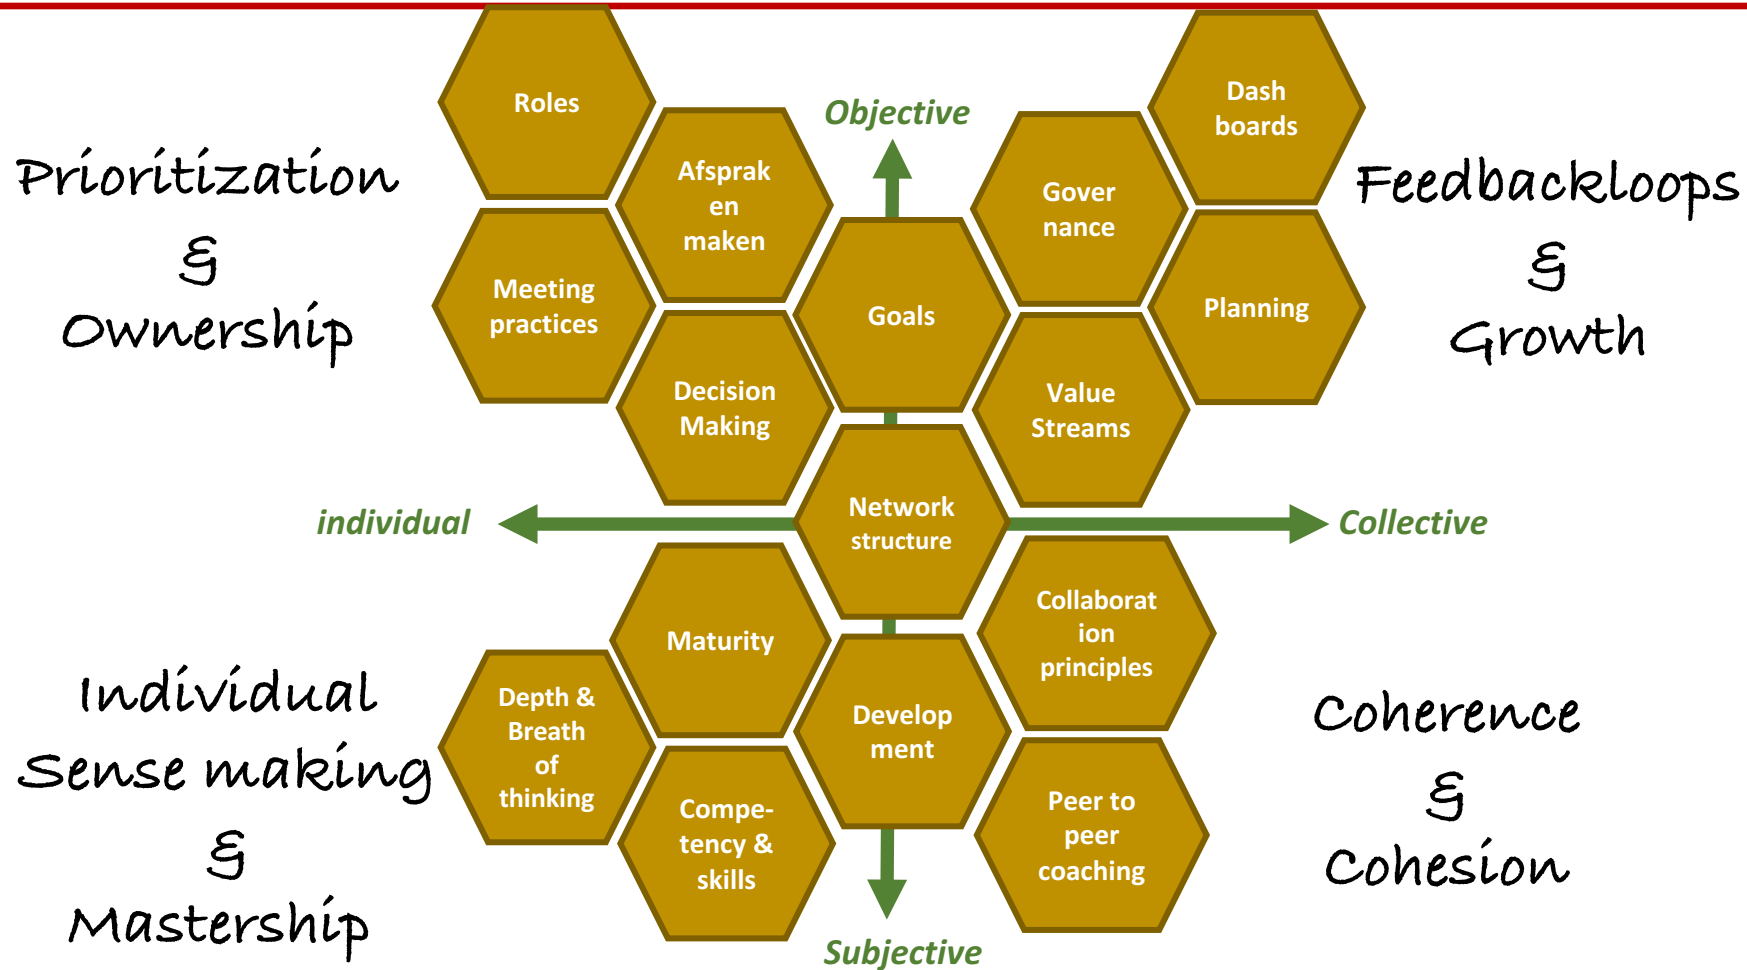 Roles
Dash
boards
Objective
Prioritization
&
Ownership
Afsprak
en
maken
Gover
nance
Feedbackloops
&
Growth
Meeting
practices
Goals
Planning
Decision
Making
Value
Streams
individual
Network
structure
Collective
Maturity
Collaborat
ion
principles
Individual
Sense making
&
Mastership
Depth &
Breath
of
thinking
Develop
ment
Coherence
&
Cohesion
Compe-
tency &
skills
Peer to
peer
coaching
Subjective